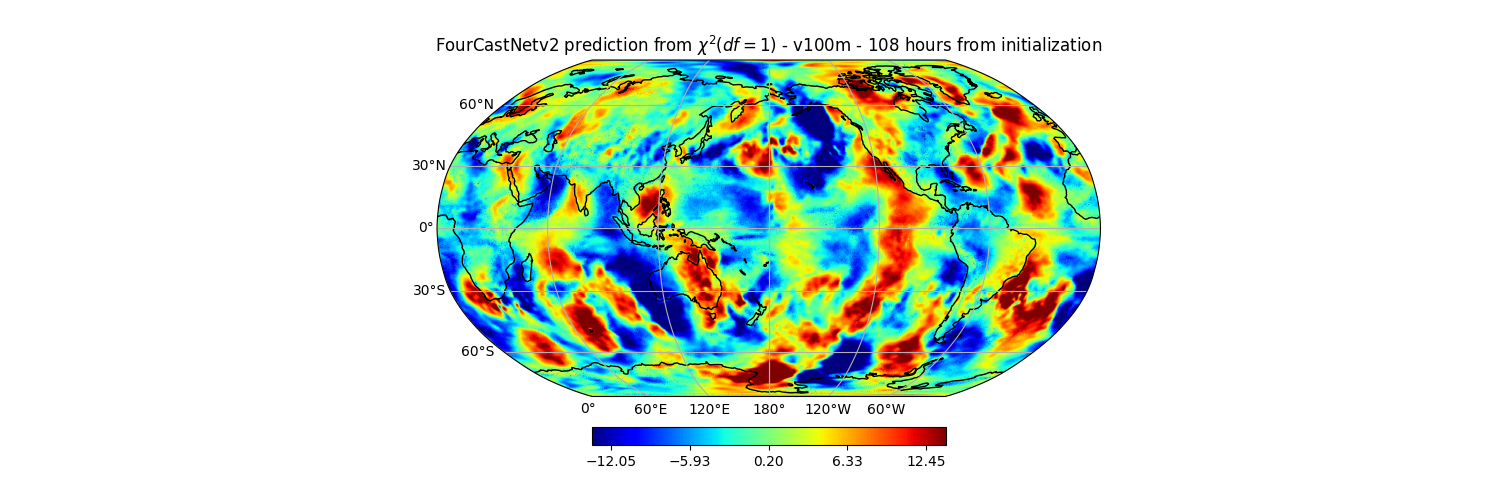 FourCastNetv2 prediction from χ²(df = 1) - v100m - 108 hours from initialization
60°N
30°N
0°
30°S
60°S
0° 60°E 120°E 180° 120°W 60°W
−12.05 −5.93 0.20 6.33 12.45